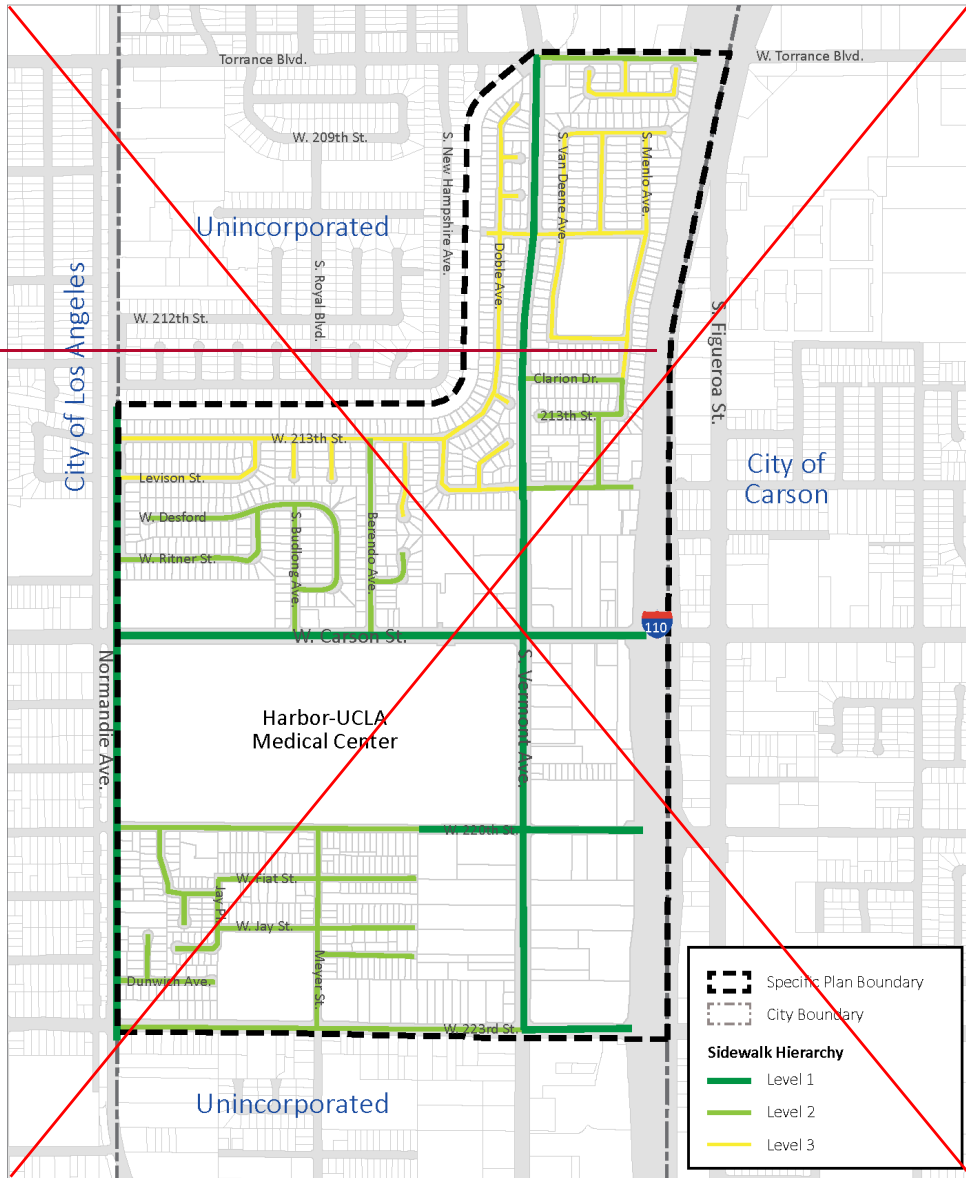 Torrance Blvd.
W. Torrance Blvd.
W. 209th St.
S. New Hampshire Ave.
S. Van Deene Ave.
S. Menlo Ave.
Unincorporated
Doble Ave.
S. Royal Blvd.
W. 212th St.
City of Los Angeles
S. Figueroa St.
Clarion Dr.
213th St.
W. 213th St.
City of
Carson
Levison St.
W. Desford
S. Budlong Ave.
Berendo Ave.
W. Ritner St.
110
W. Carson St.
Normandie Ave.
S. Vermont Ave.
Harbor-UCLA
Medical Center
W. 220th St.
W. Fiat St.
Jay Pl.
W. Jay St.
Meyer St.
Dunwich Ave.
W. 223rd St.
Unincorporated
Specific Plan Boundary
City Boundary
Sidewalk Hierarchy
Level 1
Level 2
Level 3